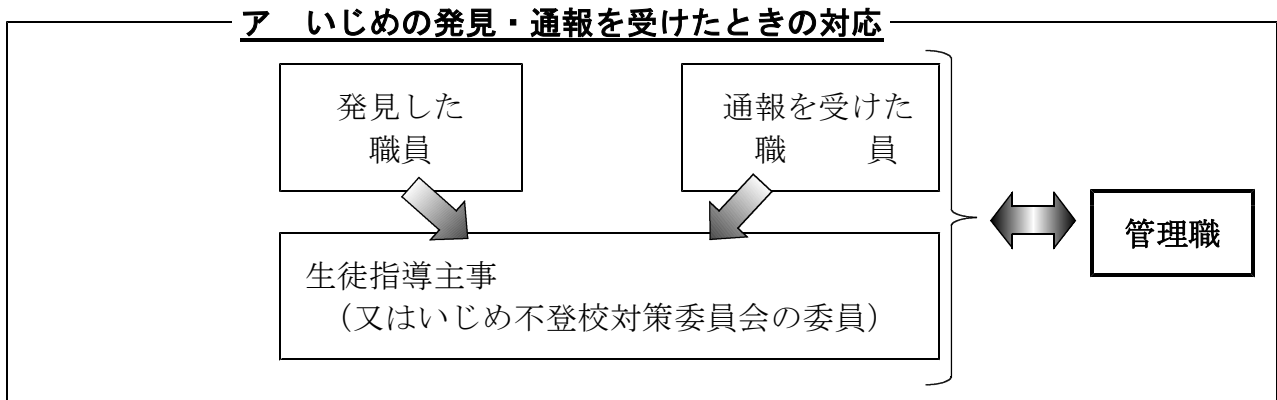 ア　いじめの発見・通報を受けたときの対応
発見した
職員
通報を受けた
職　　員
管理職
生徒指導主事
（又はいじめ不登校対策委員会の委員）